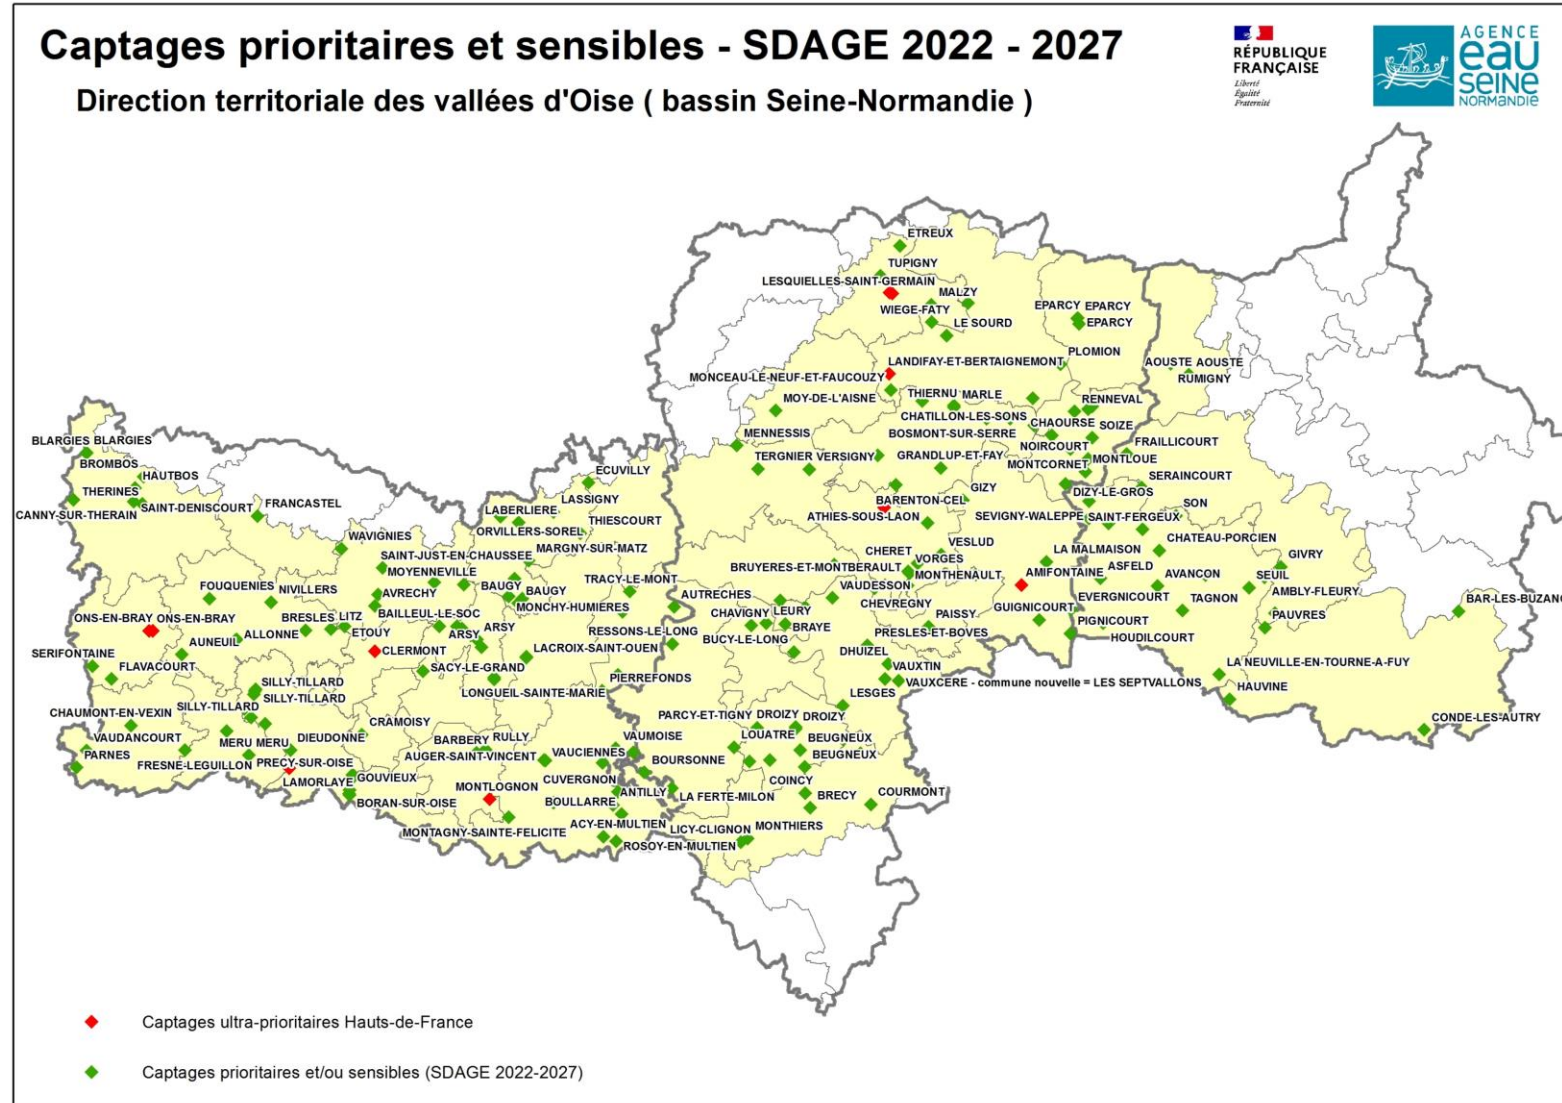 Captages prioritaires et sensibles - SDAGE 2022 - 2027
Direction territoriale des vallées d'Oise ( bassin Seine-Normandie )
RÉPUBLIQUE
FRANÇAISE
Liberté
Égalité
Fraternité
AGENCE
eau
SEINE
NORMANDIE
ETREUX
TUPIGNY
LESQUIELLES-SAINT-GERMAIN
MALZY
WIEGE-FATY
LE SOURD
EPARCY EPARCY
EPARCY
PLOMION
LANDIFAY-ET-BERTAIGNEMONT
MONCEAU-LE-NEUF-ET-FAUCOUZY
AOUSTE AOUSTE
RUMIGNY
MOY-DE-L'AISNE
THIERNU MARLE
RENNEVAL
CHATILLON-LES-SONS
CHAOURSE SOIZE
MENNESSIS
BOSMONT-SUR-SERRE
NOIRCOURT
FRAILLICOURT
TERGNIER VERSIGNY
GRANDLUP-ET-FAY
MONTCORNET
MONTLOUE
SERAINCOURT
BLARGIES BLARGIES
BROMBOS
HAUTBOS
THERINES
SAINT-DENISCOURT
CANNY-SUR-THERAIN
FRANCASTEL
ECUVILLY
LASSIGNY
LABERLIERE
THIESCOURT
ORVILLERS-SOREL
MARGNY-SUR-MATZ
WAVIGNIES
SAINT-JUST-EN-CHAUSSEE
GIZY
DIZY-LE-GROS
BARENTON-CEL
ATHIES-SOUS-LAON
SEVIGNY-WALEPPE
SAINT-FERGEUX
SON
CHATEAU-PORCIEN
VESLUD
LA MALMAISON
GIVRY
CHERET
VORGES
BRUYERES-ET-MONTBERAULT
MONTHENAULT
AMIFONTAINE
ASFELD
AVANCON
SEUIL
AMBLY-FLEURY
MOYENNEVILLE
FOUQUENIES
NIVILLERS
AVRECHY
BAUGY
BAUGY
TRACY-LE-MONT
AUTRECHES
VAUDESSON
CHEVREGNY
EVERGNICOURT
TAGNON
BAR-LES-BUZANC
ONS-EN-BRAY ONS-EN-BRAY
BRESLES
LITZ
BAILLEUL-LE-SOC
MONCHY-HUMIERES
CHAVIGNY
LEURY
PAISSY
GUIGNICOURT
PIGNICOURT
PAUVRES
AUNEUIL
ALLONNE
ETOUY
ARSY
ARSY
RESSONS-LE-LONG
BUCY-LE-LONG
BRAYE
PRESLES-ET-BOVES
HOUDILCOURT
SERIFONTAINE
FLAVACOURT
CLERMONT
SACY-LE-GRAND
LACROIX-SAINT-OUEN
DHUIZEL
VAUXTIN
LA NEUVILLE-EN-TOURNE-A-FUY
SILLY-TILLARD
SILLY-TILLARD
SILLY-TILLARD
LONGUEIL-SAINTE-MARIE
PIERREFONDS
VAUXCERE - commune nouvelle = LES SEPTVALLONS
LESGES
HAUVINE
CHAUMONT-EN-VEXIN
CRAMOISY
PARCY-ET-TIGNY
DROIZY
DROIZY
CONDE-LES-AUTRY
VAUDANCOURT
MERU MERU
DIEUDONNE
BARBERY
RULLY
VAUMOISE
LOUATRE
BEUGNEUX
BEUGNEUX
PARNES
FRESNE-LEGUILLON
PRECY-SUR-OISE
AUGER-SAINT-VINCENT
VAUCIENNES
BOURSONNE
LAMORLAYE
GOUVIEUX
MONTLOGNON
CUVERGNON
COINCY
BORAN-SUR-OISE
BOULLARRE
ANTILLY
LA FERTE-MILON
BRECY
COURMONT
MONTAGNY-SAINTE-FELICITE
ACY-EN-MULTIEN
LICY-CLIGNON
MONTHIERS
ROSOY-EN-MULTIEN
Captages ultra-prioritaires Hauts-de-France
Captages prioritaires et/ou sensibles (SDAGE 2022-2027)